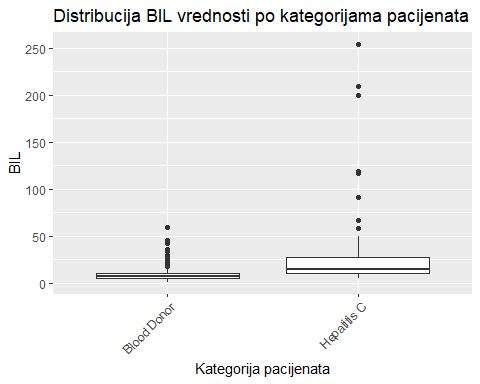 Distribucija BIL vrednosti po kategorijama pacijenata
250
200
150
100
50
0
BIL
Blood Donor
Hepatitis C
Kategorija pacijenata